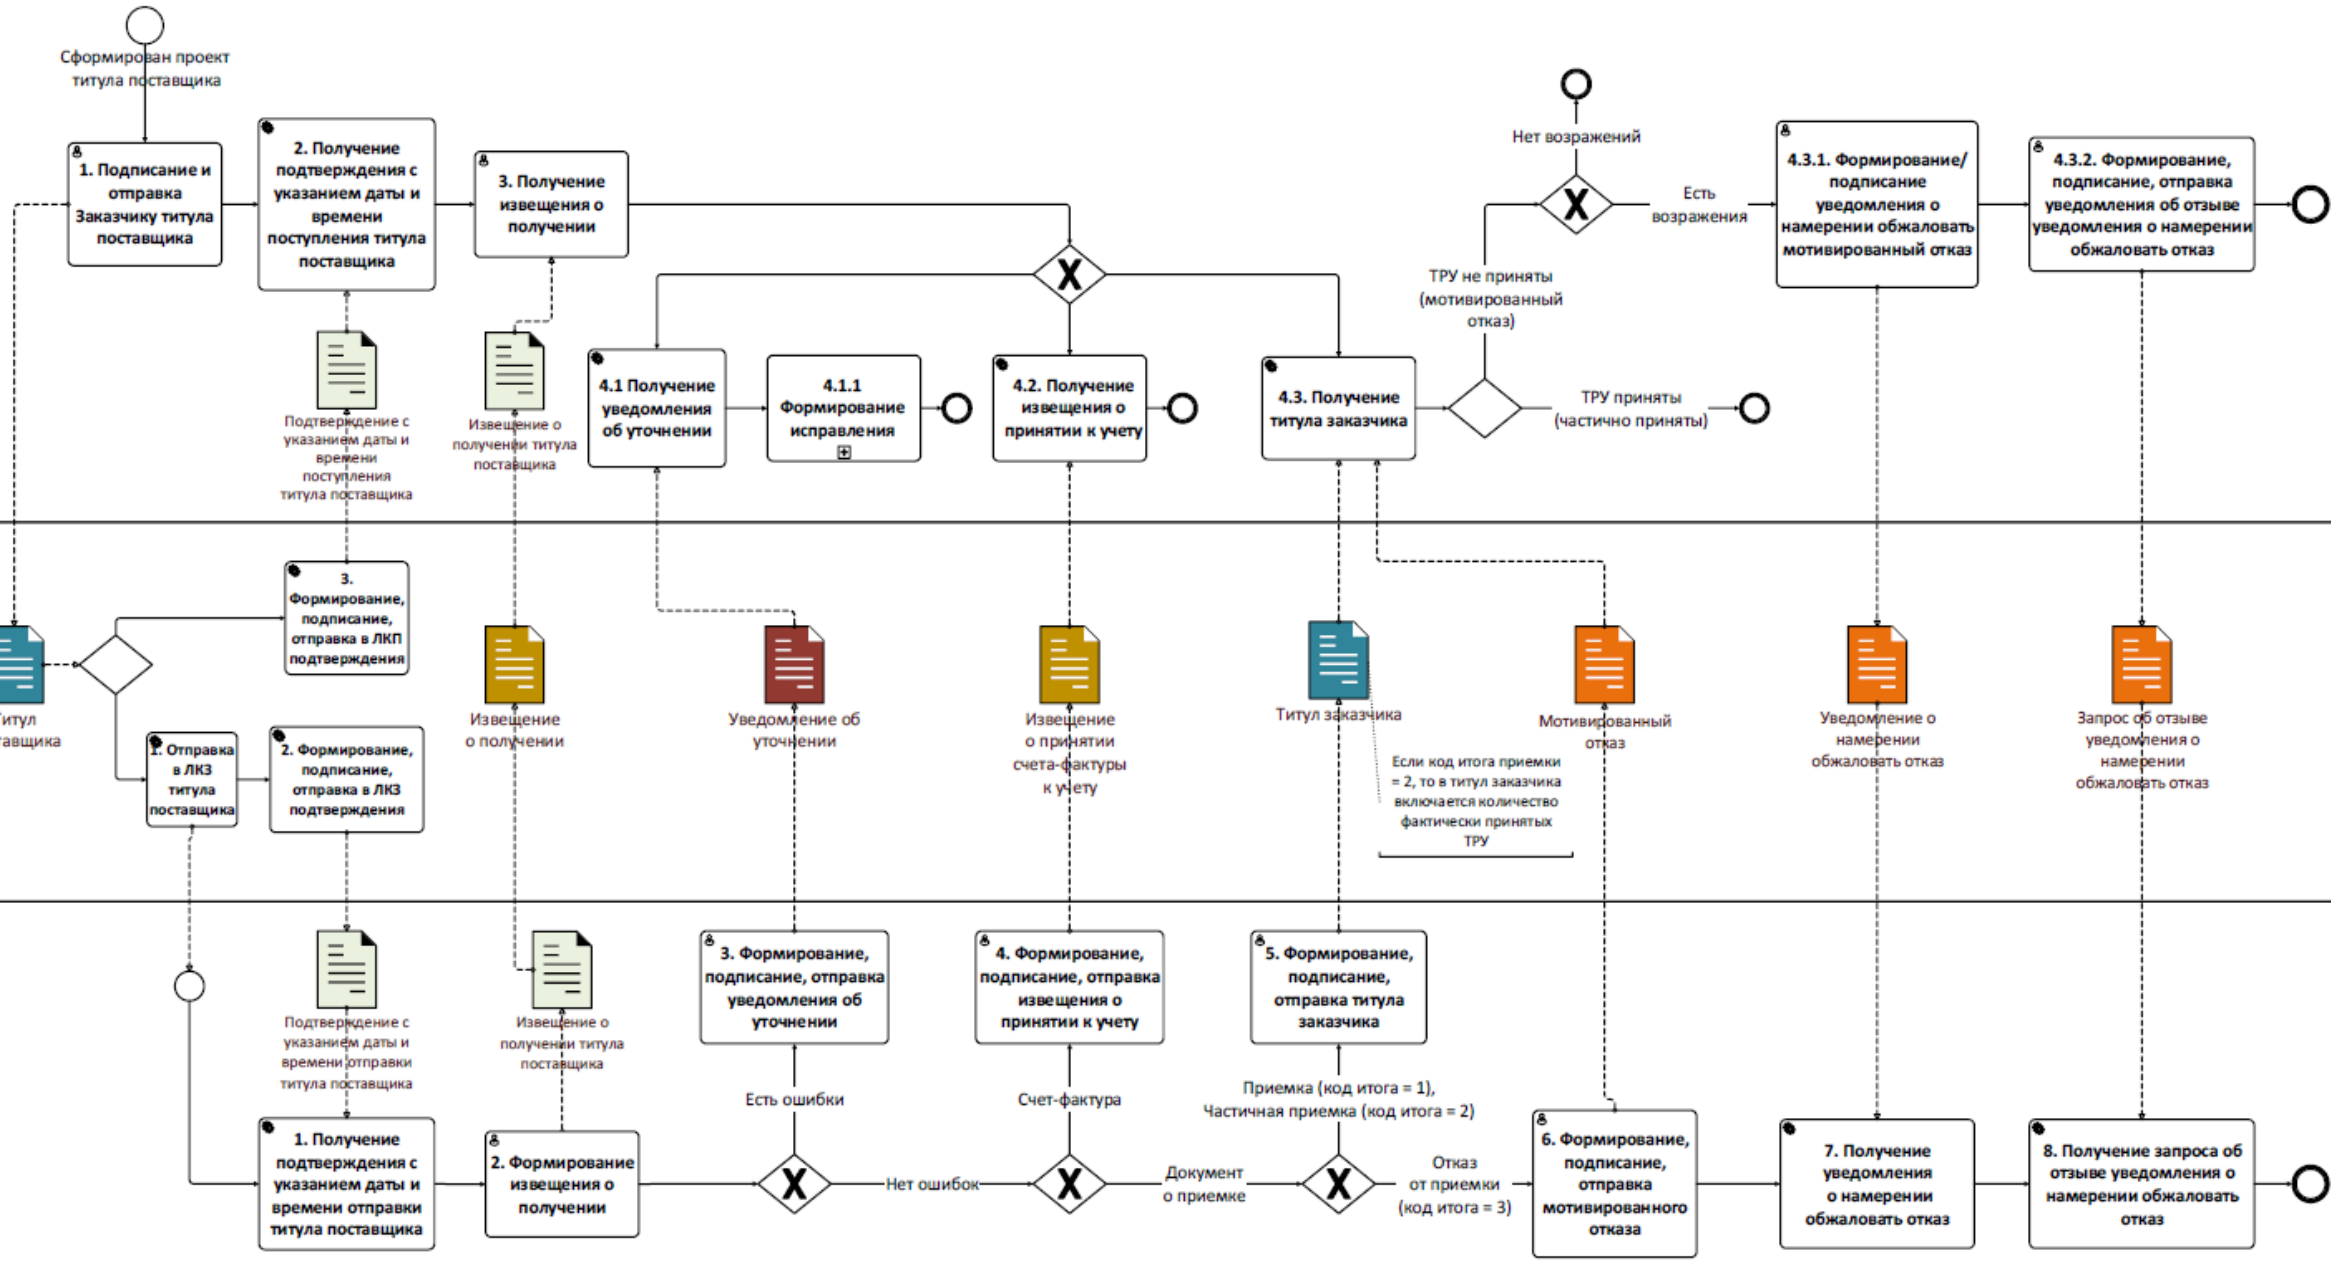 Сформирован проект
титула поставщика
1. Подписание и
отправка
Заказчику титула
поставщика
2. Получение
подтверждения с
указанием даты и
времени
поступления титула
поставщика
3. Получение
извещения о
получении
X
Нет возражений
X
Есть
возражения
4.3.1. Формирование/
подписание
уведомления о
намерении обжаловать
мотивированный отказ
4.3.2. Формирование,
подписание, отправка
уведомления об отзыве
уведомления о намерении
обжаловать отказ
ТРУ не приняты
(мотивированный
отказ)
4.1 Получение
уведомления
об уточнении
4.1.1
Формирование
исправления
4.2. Получение
извещения о
принятии к учету
4.3. Получение
титула заказчика
ТРУ приняты
(частично приняты)
Подтверждение с
указанием даты и
времени
поступления
титула поставщика
Извещение о
получении титула
поставщика
3.
Формирование,
подписание,
отправка в ЛКП
подтверждения
итул
тавщика
1. Отправка
в ЛКЗ
титула
поставщика
2. Формирование,
подписание,
отправка в ЛКЗ
подтверждения
Извещение
о получении
Уведомление об
уточнении
Извещение
о принятии
счета-фактуры
к учету
Титул заказчика
Если код итога приемки
= 2, то в титул заказчика
включается количество
фактически принятых
ТРУ
Мотивированный
отказ
Уведомление о
намерении
обжаловать отказ
Запрос об отзыве
уведомления о
намерении
обжаловать отказ
Подтверждение с
указанием даты и
времени отправки
титула поставщика
Извещение о
получении титула
поставщика
3. Формирование,
подписание, отправка
уведомления об
уточнении
4. Формирование,
подписание, отправка
извещения о
принятии к учету
5. Формирование,
подписание,
отправка титула
заказчика
Есть ошибки
Счет-фактура
Приемка (код итога = 1),
Частичная приемка (код итога = 2)
1. Получение
подтверждения с
указанием даты и
времени отправки
титула поставщика
2. Формирование
извещения о
получении
X
Нет ошибок
X
Документ
о приемке
X
Отказ
от приемки
(код итога = 3)
6. Формирование,
подписание,
отправка
мотивированного
отказа
7. Получение
уведомления
о намерении
обжаловать отказ
8. Получение запроса об
отзыве уведомления о
намерении обжаловать
отказ